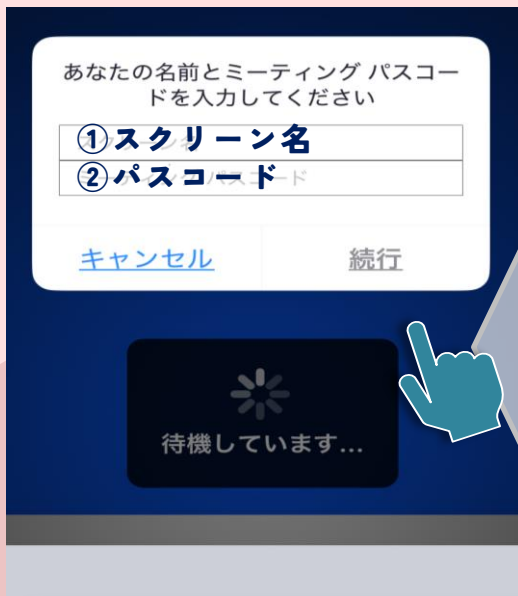 あなたの名前とミーティング パスコー
ドを入力してください
①スクリーン名
②パスコード
キャンセル
続行
待機しています...